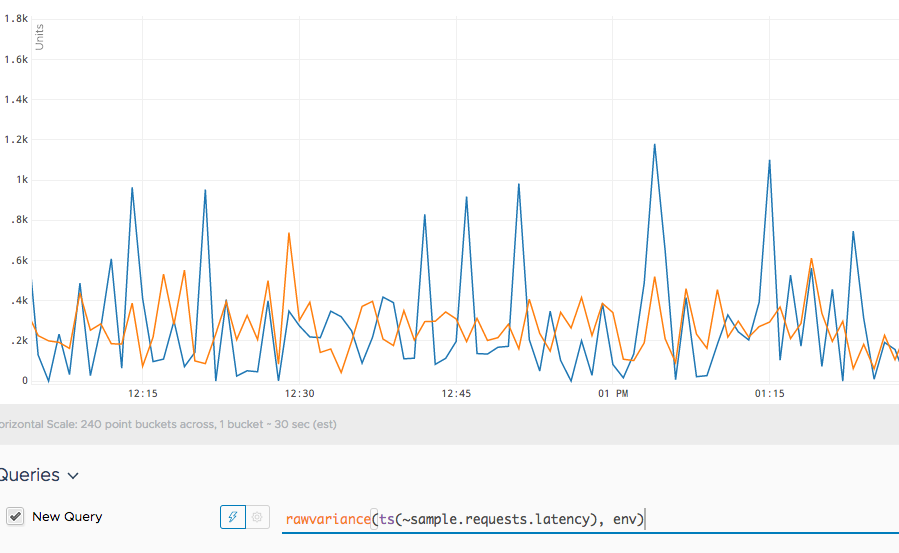 1.8k
Units
1.6k
1.4k
1.2k
1k
.8k
.6k
.4k
.2k
0
12:15 12:30 12:45 01 PM 01:15
orizontal Scale: 240 point buckets across, 1 bucket ~ 30 sec (est)
Queries
New Query rawvariance(ts(~sample.requests.latency), env)